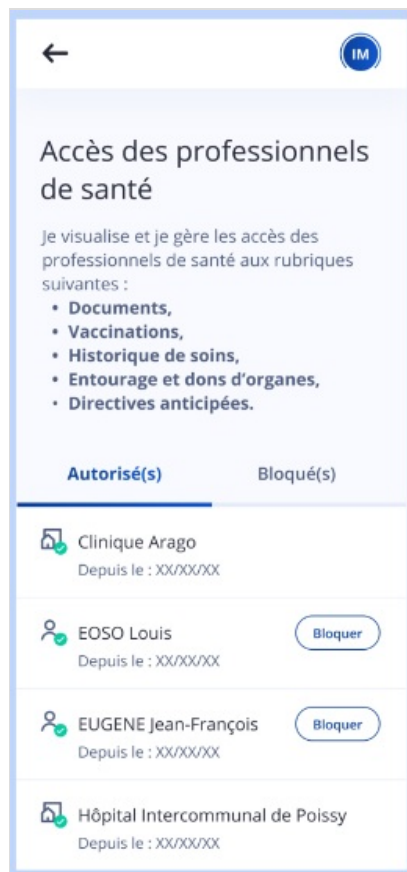 IM
Accès des professionnels
de santé
Je visualise et je gère les accès des
professionnels de santé aux rubriques
suivantes :
• Documents,
• Vaccinations,
• Historique de soins,
• Entourage et dons d’organes,
• Directives anticipées.
Autorisé(s) Bloqué(s)
Clinique Arago
Depuis le : XX/XX/XX
EOSO Louis Bloquer
Depuis le : XX/XX/XX
EUGENE Jean-François Bloquer
Depuis le : XX/XX/XX
Hôpital Intercommunal de Poissy
Depuis le : XX/XX/XX